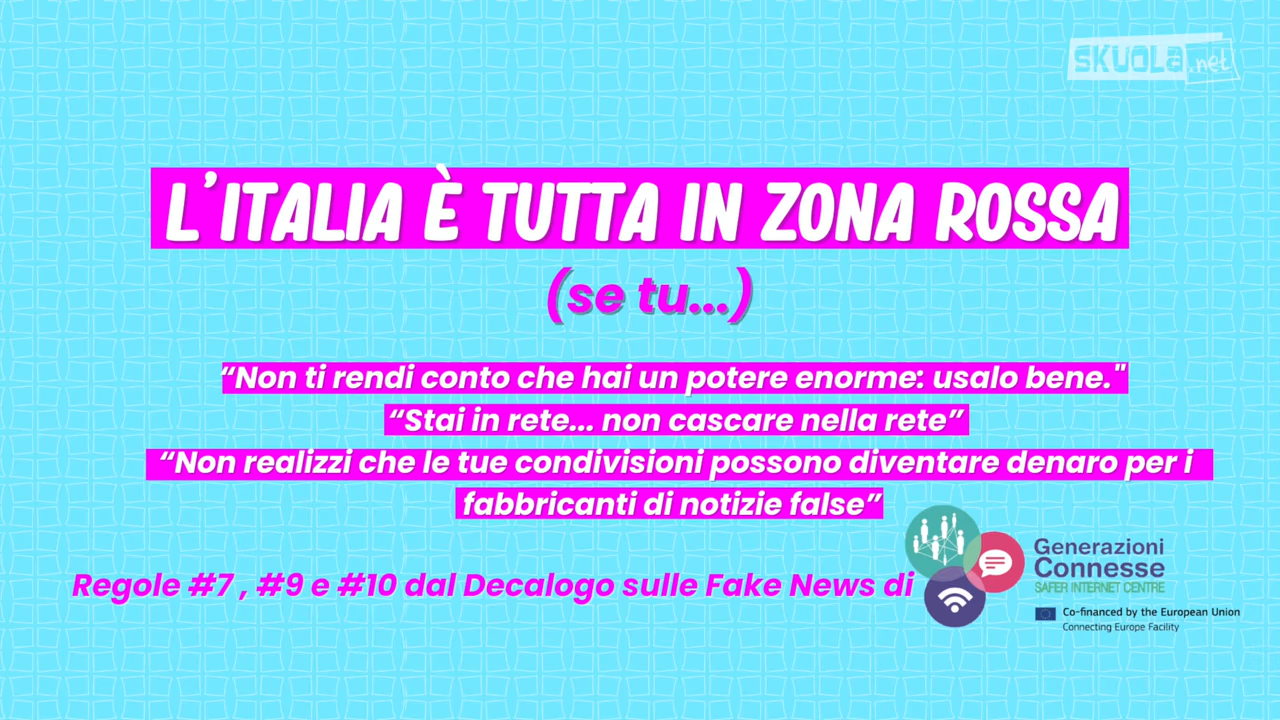 SKUOLA.net
L'ITALIA È TUTTA IN ZONA ROSSA
(se tu...)
“Non ti rendi conto che hai un potere enorme: usalo bene."
“Stai in rete... non cascare nella rete”
“Non realizzi che le tue condivisioni possono diventare denaro per i
fabbricanti di notizie false”
Regole #7 , #9 e #10 dal Decalogo sulle Fake News di
Generazioni
Connesse
SAFER INTERNET CENTRE
Co-financed by the European Union
Connecting Europe Facility